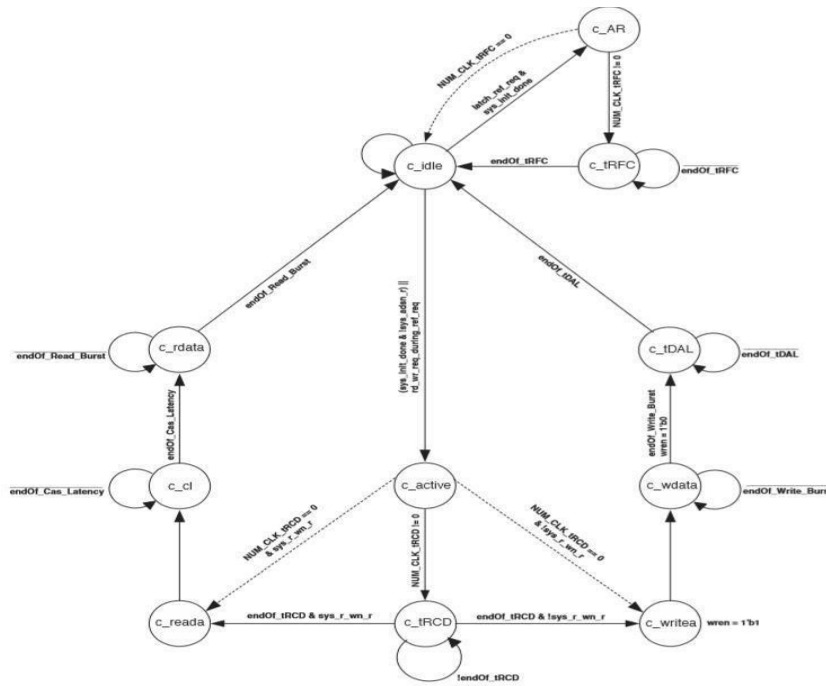 c_AR
NUM_CLK_tRFC == 0
latch_ref_req &
sys_init_done
NUM_CLK_tRFC != 0
c_idle
endOf_tRFC
c_tRFC
endOf_tRFC
endOf_Read_Burst
(sys_init_done & !sys_adsn_r) ||
rd_wr_req_during_ref_req
endOf_tDAL
c_rdata
endOf_Read_Burst
c_tDAL
endOf_tDAL
endOf_Cas_Latency
endOf_Write_Burst
wren = 1'b0
c_cl
endOf_Cas_Latency
c_active
c_wdata
endOf_Write_Burs
NUM_CLK_tRCD == 0
& sys_r_wn_r
NUM_CLK_tRCD != 0
NUM_CLK_tRCD == 0
& !sys_r_wn_r
c_reada
endOf_tRCD & sys_r_wn_r
c_tRCD
endOf_tRCD & !sys_r_wn_r
c_writea
wren = 1'b1
!endOf_tRCD